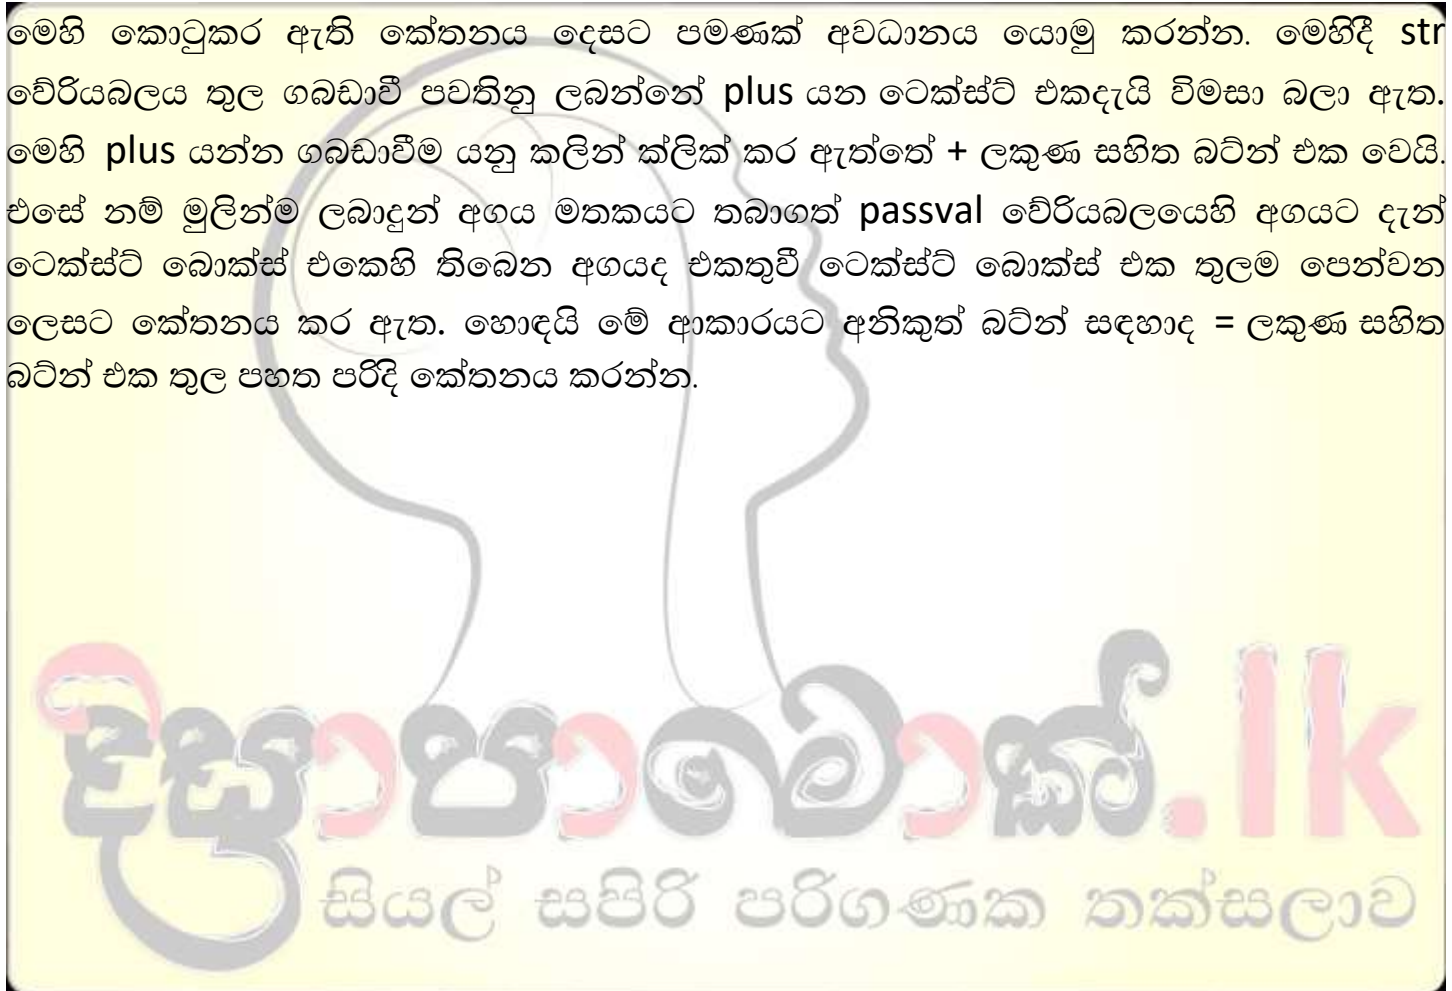 මෙහි කොටුකර ඇති කේතනය දෙසට පමණක් අවධානය යොමු කරන්න. මෙහිදී str
වේරියබලය තුල ගබඩාවී පවතිනු ලබන්නේ plus යන ටෙක්ස්ට් එකදැයි විමසා බලා ඇත.
මෙහි plus යන්න ගබඩාවීම යනු කලින් ක්ලික් කර ඇත්තේ + ලකුණ සහිත බටන් එක වෙයි.
එසේ නම් මුලින්ම ලබාදුන් අගය මතකයට තබාගත් passval වේරියබලයෙහි අගයට දැන්
ටෙක්ස්ට් බොක්ස් එකෙහි තිබෙන අගයද එකතුවී ටෙක්ස්ට් බොක්ස් එක තුලම පෙන්වන
ලෙසට කේතනය කර ඇත. හොඳයි මේ ආකාරයට අනිකුත් බටන් සඳහාද = ලකුණ සහිත
බටන් එක තුල පහත පරිදි කේතනය කරන්න.
දිසාපාමොක්.lk
සියල් සපිරි පරිගණක තක්සලාව